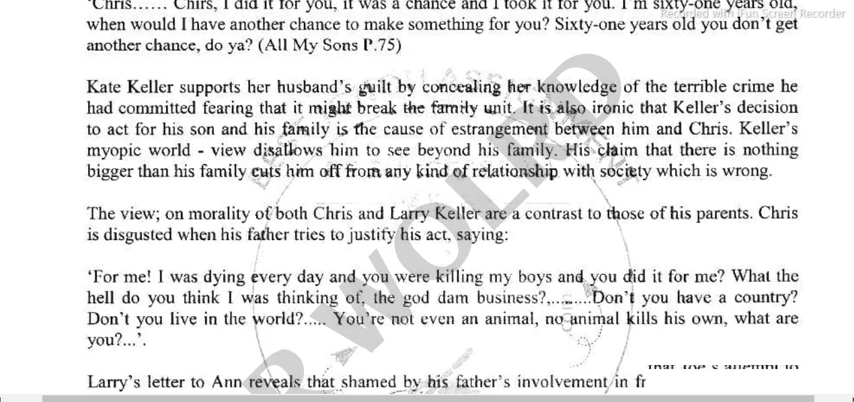 'Chris...... Chirs, I did it for you, it was a chance and I took it for you. I'm sixty-one years old,
Recorded with iFun Screen Recorder
when would I have another chance to make something for you? Sixty-one years old you don't get
another chance, do ya? (All My Sons P.75)
Kate Keller supports her husband's guilt by concealing her knowledge of the terrible crime he
had committed fearing that it might break the family unit. It is also ironic that Keller's decision
to act for his son and his family is the cause of estrangement between him and Chris. Keller's
myopic world - view disallows him to see beyond his family. His claim that there is nothing
bigger than his family cuts him off from any kind of relationship with society which is wrong.
The view; on morality of both Chris and Larry Keller are a contrast to those of his parents. Chris
is disgusted when his father tries to justify his act, saying:
'For me! I was dying every day and you were killing my boys and you did it for me? What the
hell do you think I was thinking of, the god dam business?,.........Don't you have a country?
Don't you live in the world?..... You're not even an animal, no animal kills his own, what are
you?...'.
Larry's letter to Ann reveals that shamed by his father's involvement in fr